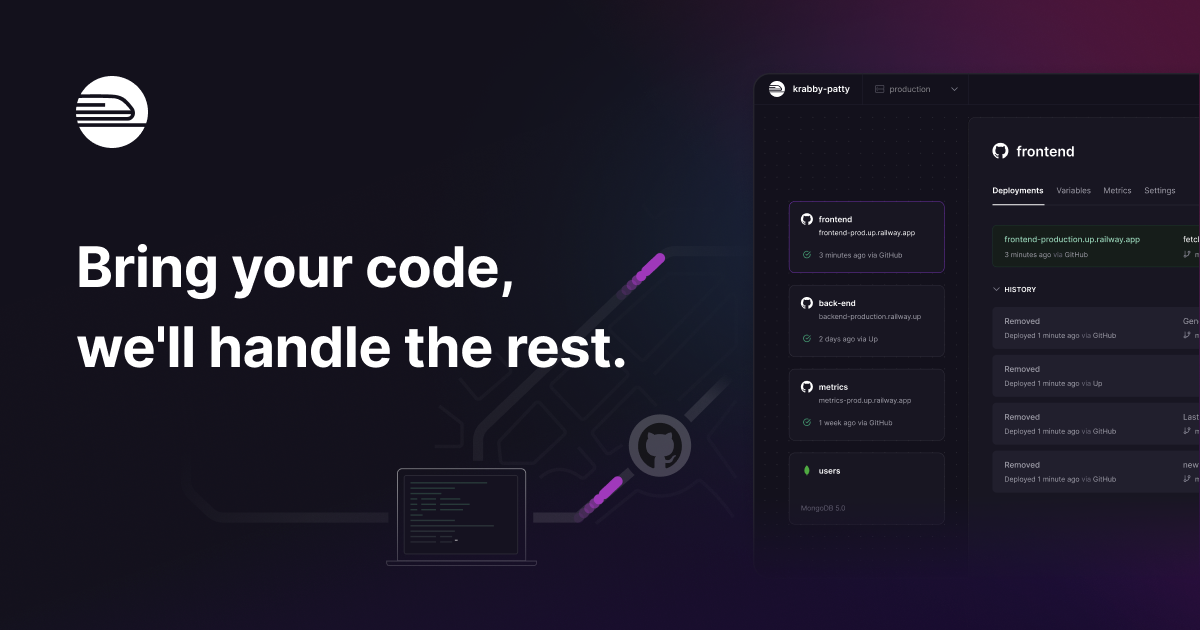 Bring your code,
we'll handle the rest.
krabby-patty
production
frontend
frontend-prod.up.railway.app
3 minutes ago via GitHub
back-end
backend-production.railway.up
2 days ago via Up
metrics
metrics-prod.up.railway.app
1 week ago via GitHub
users
MongoDB 5.0
frontend
Deployments Variables Metrics Settings
frontend-production.up.railway.app
3 minutes ago via GitHub
HISTORY
Removed
Deployed 1 minute ago via GitHub
Removed
Deployed 1 minute ago via Up
Removed Last
Deployed 1 minute ago via GitHub
Removed new
Deployed 1 minute ago via GitHub